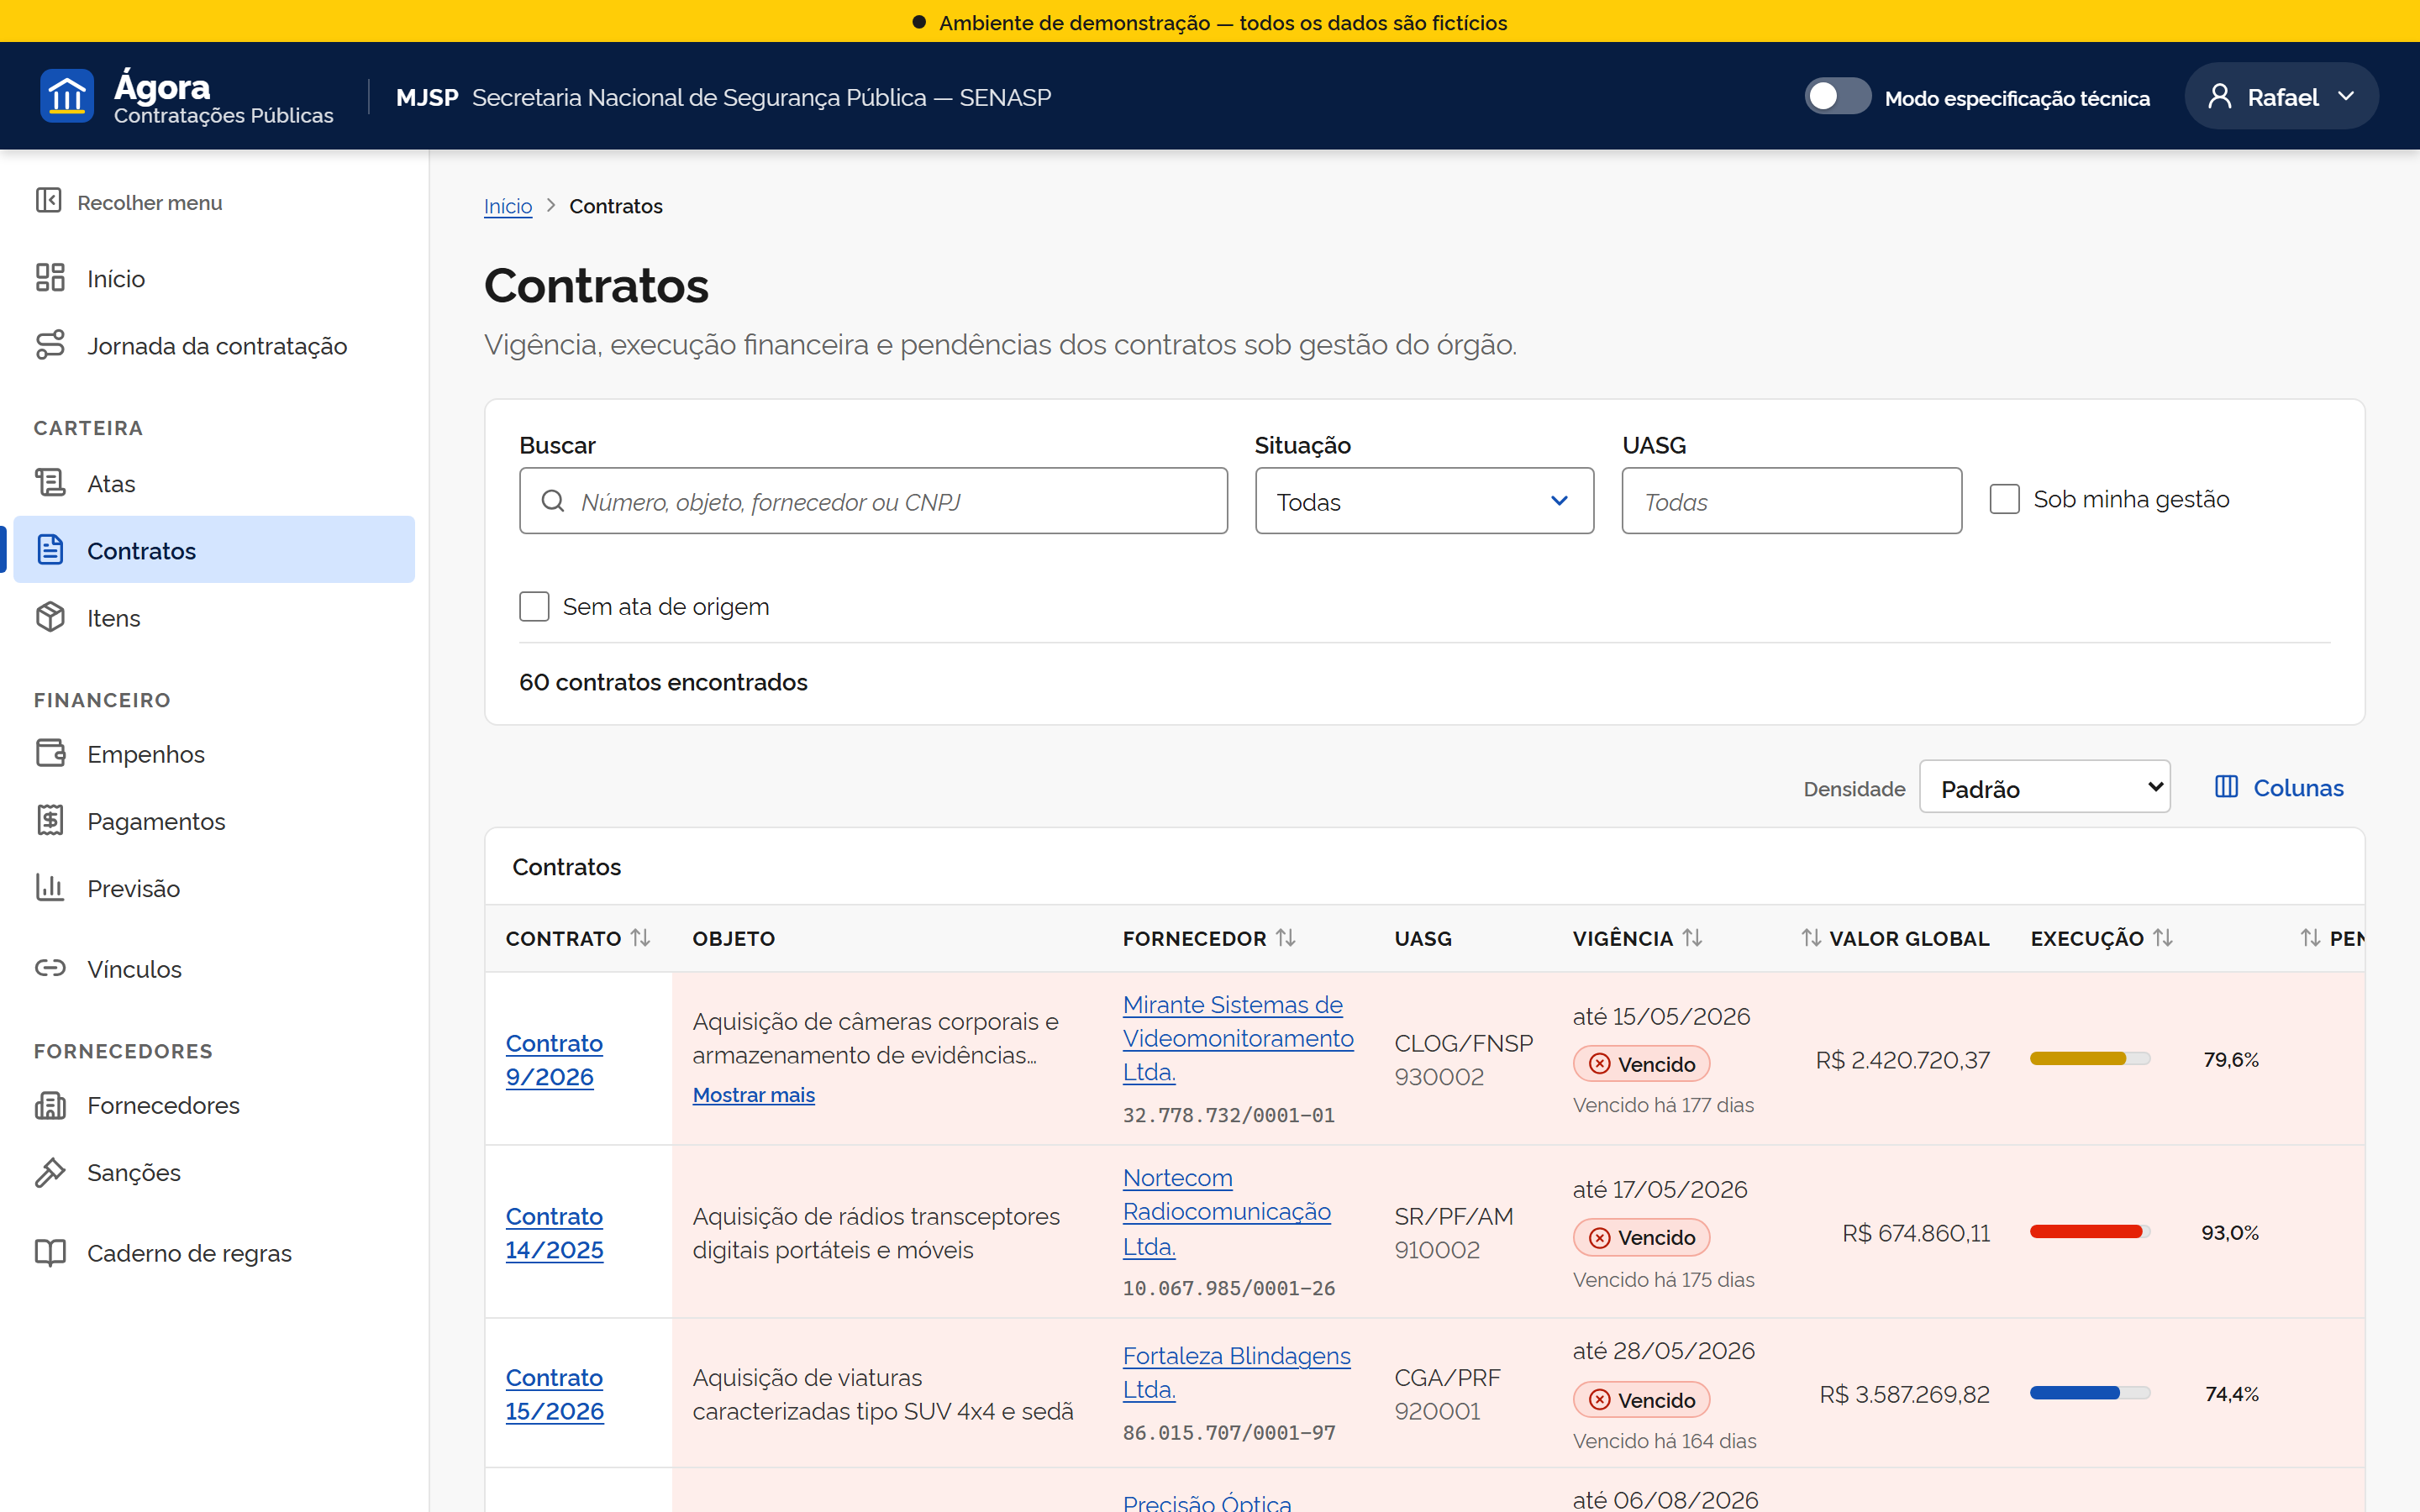 Ambiente de demonstração — todos os dados são fictícios
Ágora
Contratações Públicas
MJSP Secretaria Nacional de Segurança Pública — SENASP
Modo especificação técnica
Rafael
Recolher menu
Início
Jornada da contratação
CARTEIRA
Atas
Contratos
Itens
FINANCEIRO
Empenhos
Pagamentos
Previsão
Vínculos
FORNECEDORES
Fornecedores
Sanções
Caderno de regras
Início > Contratos
Contratos
Vigência, execução financeira e pendências dos contratos sob gestão do órgão.
Buscar
Número, objeto, fornecedor ou CNPJ
Situação
Todas
UASG
Todas
Sob minha gestão
Sem ata de origem
60 contratos encontrados
Densidade
Padrão
Colunas
Contratos
CONTRATO OBJETO FORNECEDOR UASG VIGÊNCIA VALOR GLOBAL EXECUÇÃO PEN
Contrato
9/2026
Aquisição de câmeras corporais e
armazenamento de evidências…
Mostrar mais
Mirante Sistemas de
Videomonitoramento
Ltda.
32.778.732/0001-01
CLOG/FNSP
930002
até 15/05/2026
Vencido
Vencido há 177 dias
R$ 2.420.720,37
79,6%
Contrato
14/2025
Aquisição de rádios transceptores
digitais portáteis e móveis
Nortecom
Radiocomunicação
Ltda.
10.067.985/0001-26
SR/PF/AM
910002
até 17/05/2026
Vencido
Vencido há 175 dias
R$ 674.860,11
93,0%
Contrato
15/2026
Aquisição de viaturas
caracterizadas tipo SUV 4x4 e sedã
Fortaleza Blindagens
Ltda.
86.015.707/0001-97
CGA/PRF
920001
até 28/05/2026
Vencido
Vencido há 164 dias
R$ 3.587.269,82
74,4%
Precisão Óptica
até 06/08/2026